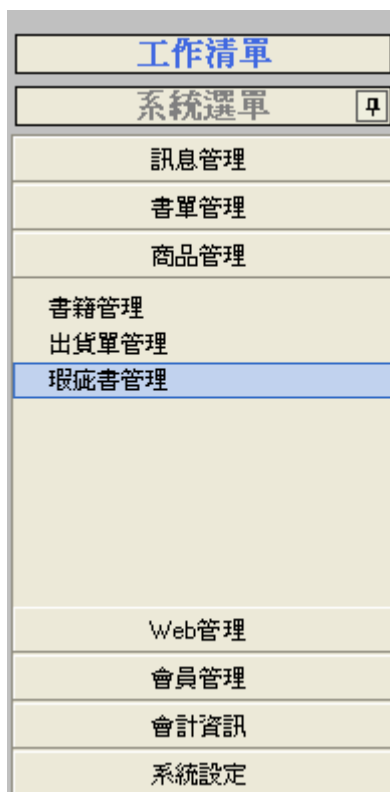 工作清單
系統選單
訊息管理
書單管理
商品管理
書籍管理
出貨單管理
瑕疵書管理
Web管理
會員管理
會計資訊
系統設定